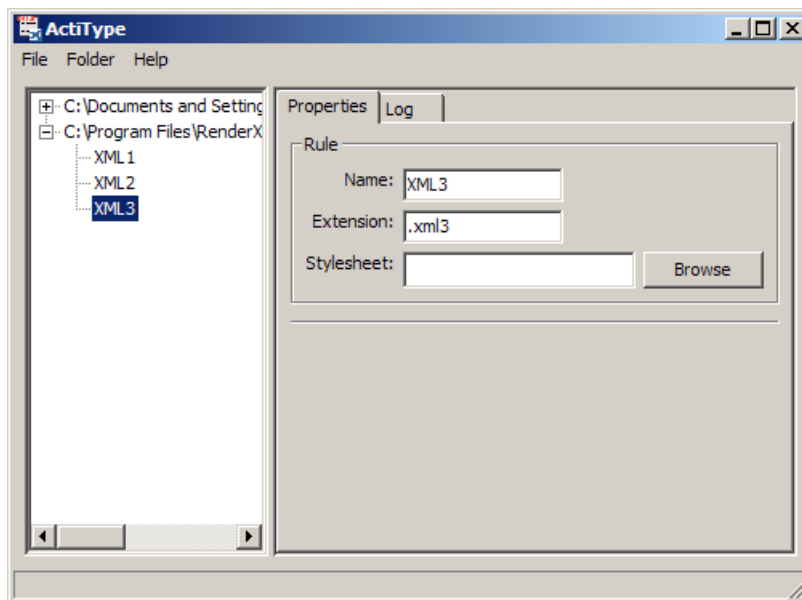 ActiType
File Folder Help
C:\Documents and Setting
C:\Program Files\RenderX
XML1
XML2
XML3
Properties Log
Rule
Name: XML3
Extension: .xml3
Stylesheet: Browse